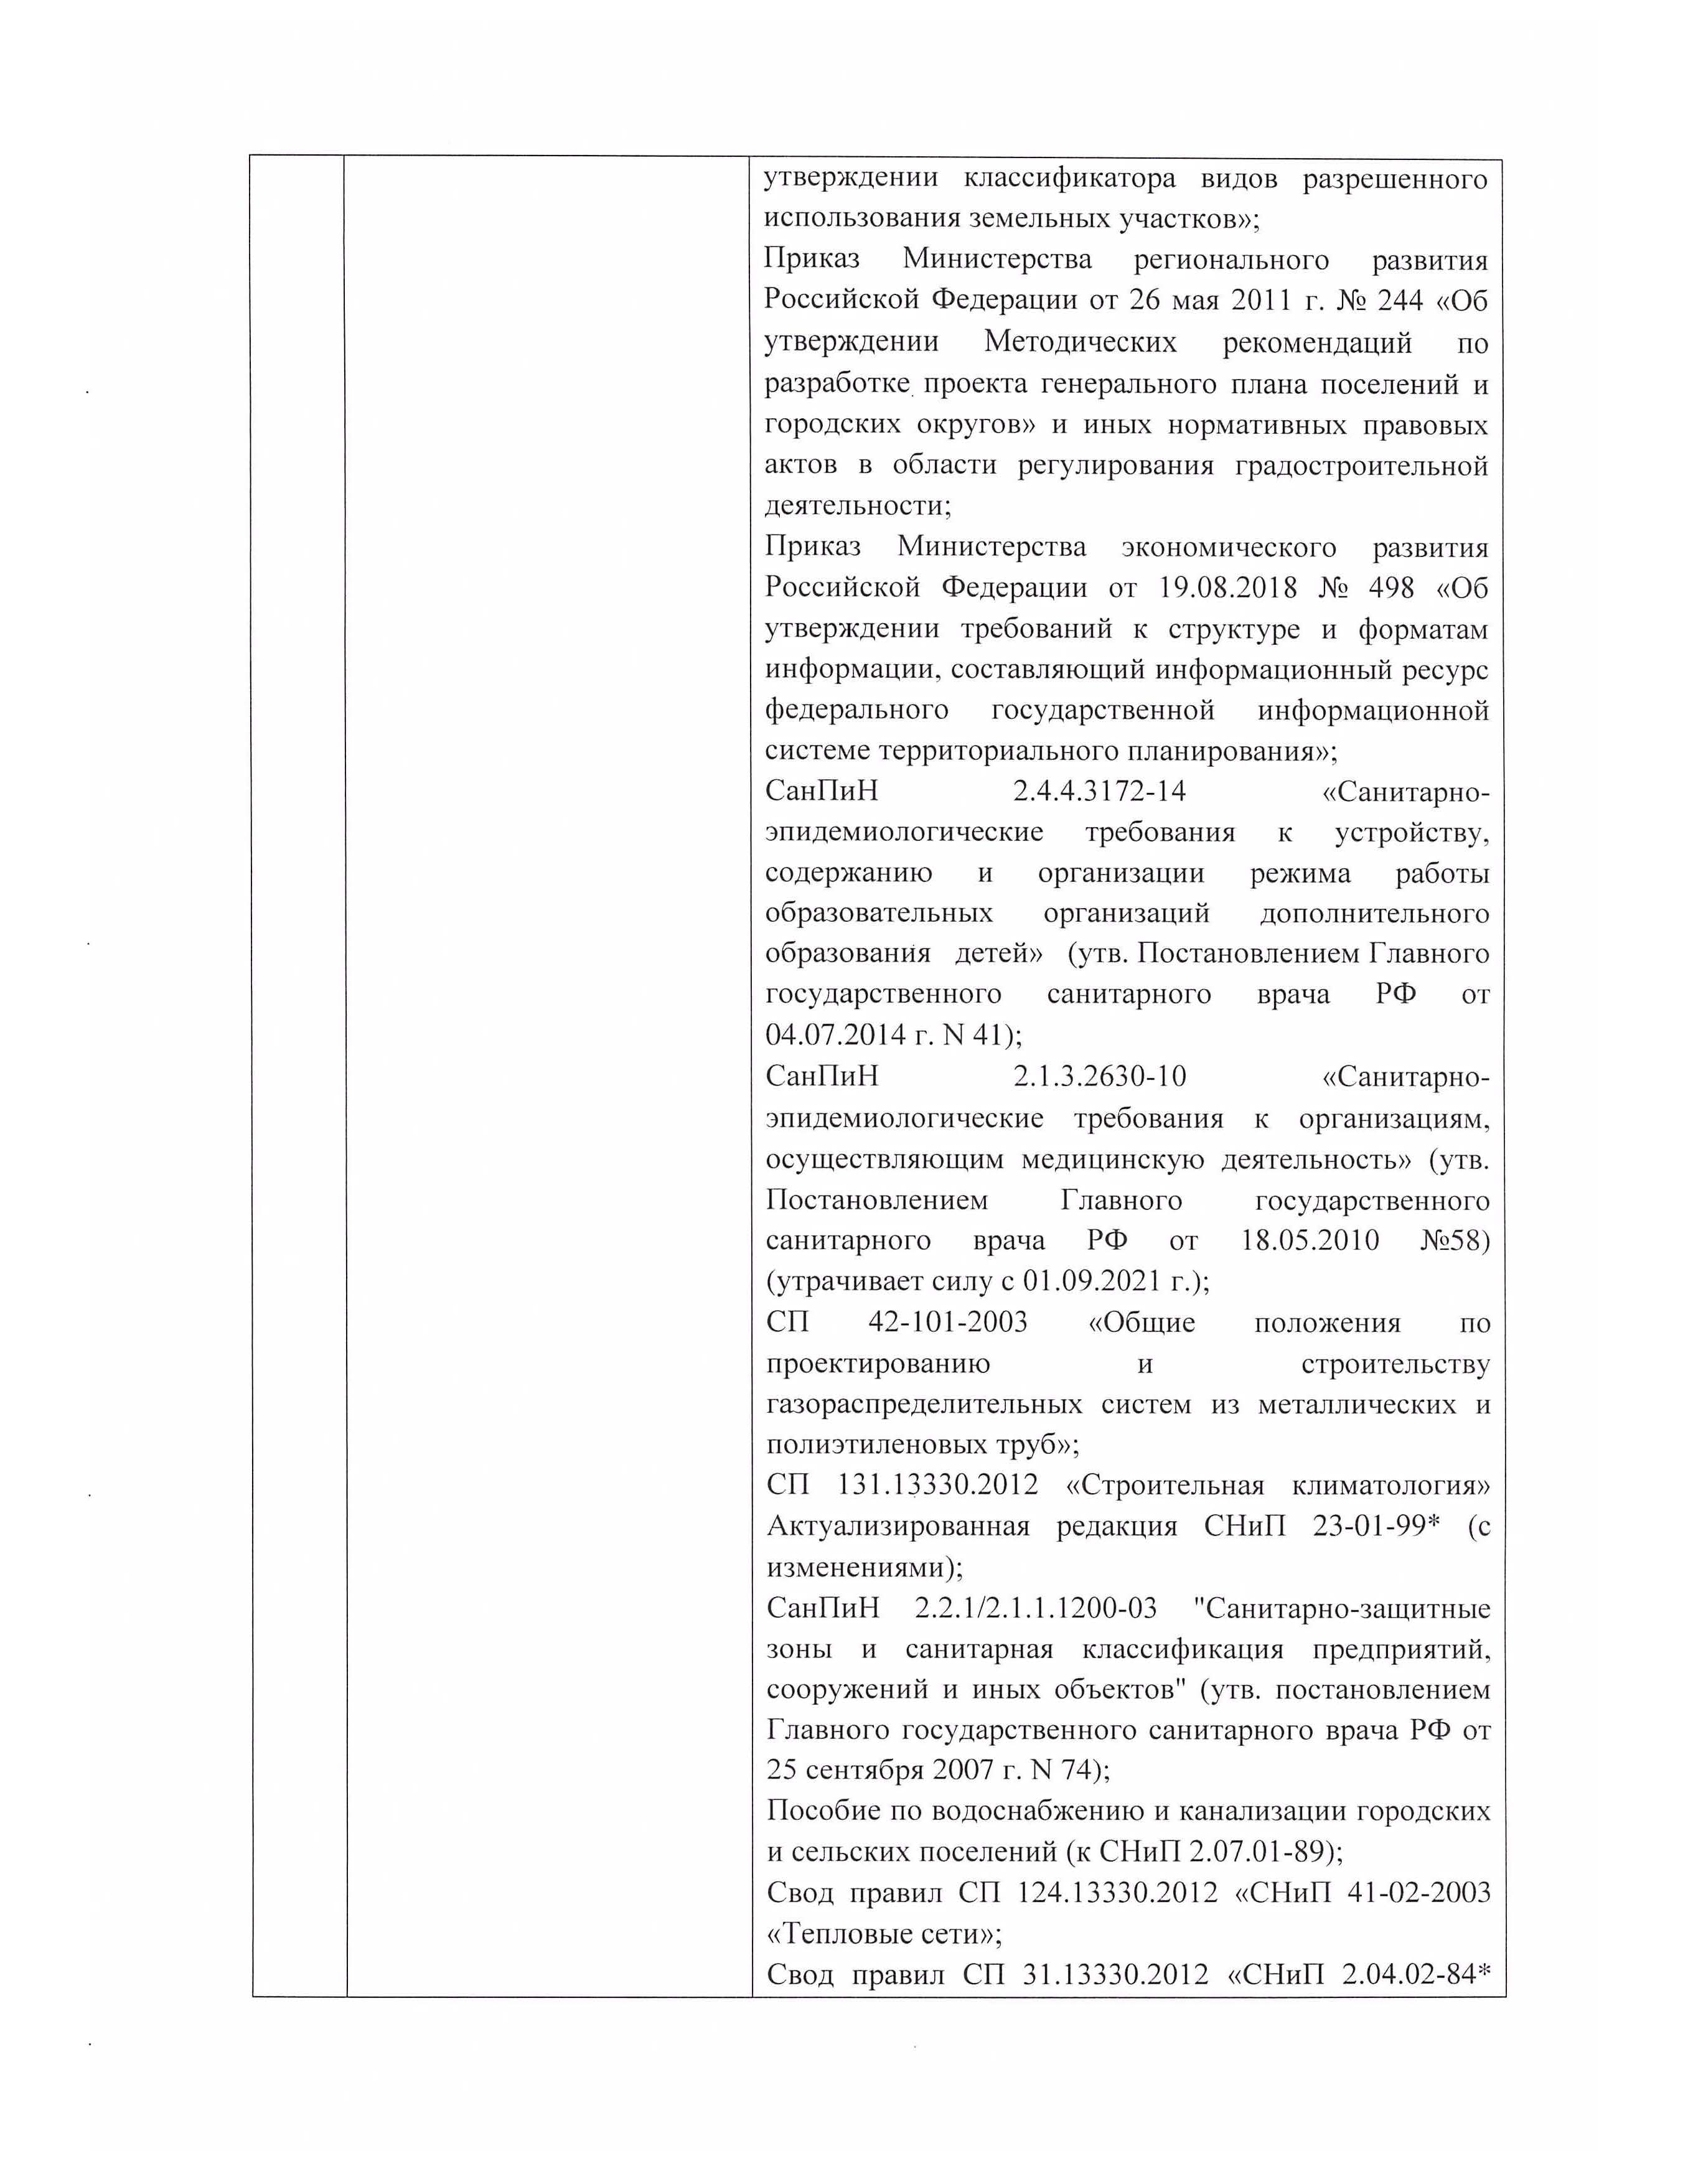 утверждении классификатора видов разрешенного
использования земельных участков»;
Приказ Министерства регионального развития
Российской Федерации от 26 мая 2011 г. № 244 «Об
утверждении Методических рекомендаций по
разработке проекта генерального плана поселений и
городских округов» и иных нормативных правовых
актов в области регулирования градостроительной
деятельности;
Приказ Министерства экономического развития
Российской Федерации от 19.08.2018 № 498 «Об
утверждении требований к структуре и форматам
информации, составляющий информационный ресурс
федерального государственной информационной
системе территориального планирования»;
СанПиН 2.4.4.3172-14 «Санитарно-
эпидемиологические требования к устройству,
содержанию и организации режима работы
образовательных организаций дополнительного
образования детей» (утв. Постановлением Главного
государственного санитарного врача РФ от
04.07.2014 г. N 41);
СанПиН 2.1.3.2630-10 «Санитарно-
эпидемиологические требования к организациям,
осуществляющим медицинскую деятельность» (утв.
Постановлением Главного государственного
санитарного врача РФ от 18.05.2010 №58)
(утрачивает силу с 01.09.2021 г.);
СП 42-101-2003 «Общие положения по
проектированию и строительству
газораспределительных систем из металлических и
полиэтиленовых труб»;
СП 131.13330.2012 «Строительная климатология»
Актуализированная редакция СНиП 23-01-99* (с
изменениями);
СанПиН 2.2.1/2.1.1.1200-03 "Санитарно-защитные
зоны и санитарная классификация предприятий,
сооружений и иных объектов" (утв. постановлением
Главного государственного санитарного врача РФ от
25 сентября 2007 г. N 74);
Пособие по водоснабжению и канализации городских
и сельских поселений (к СНиП 2.07.01-89);
Свод правил СП 124.13330.2012 «СНиП 41-02-2003
«Тепловые сети»;
Свод правил СП 31.13330.2012 «СНиП 2.04.02-84*